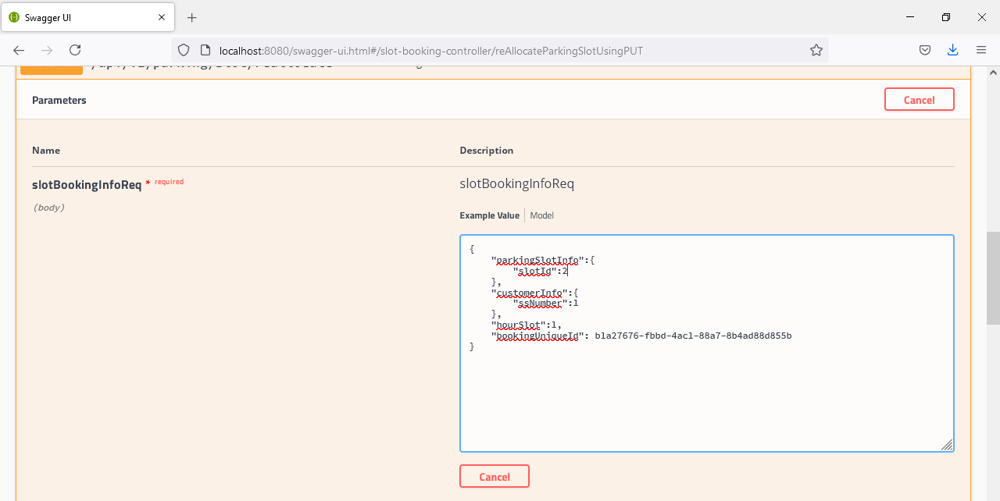 Swagger UI
localhost:8080/swagger-ui.html#/slot-booking-controller/reAllocateParkingSlotUsingPUT
Parameters
Cancel
Name Description
slotBookingInfoReq * required
(body)
slotBookingInfoReq
Example Value | Model
{
"parkingSlotInfo":{
"slotId":2
},
"customerInfo":{
"ssNumber":1
},
"hourSlot":1,
"bookingUniqueId": b1a27676-fbbd-4ac1-88a7-8b4ad88d855b
}
Cancel